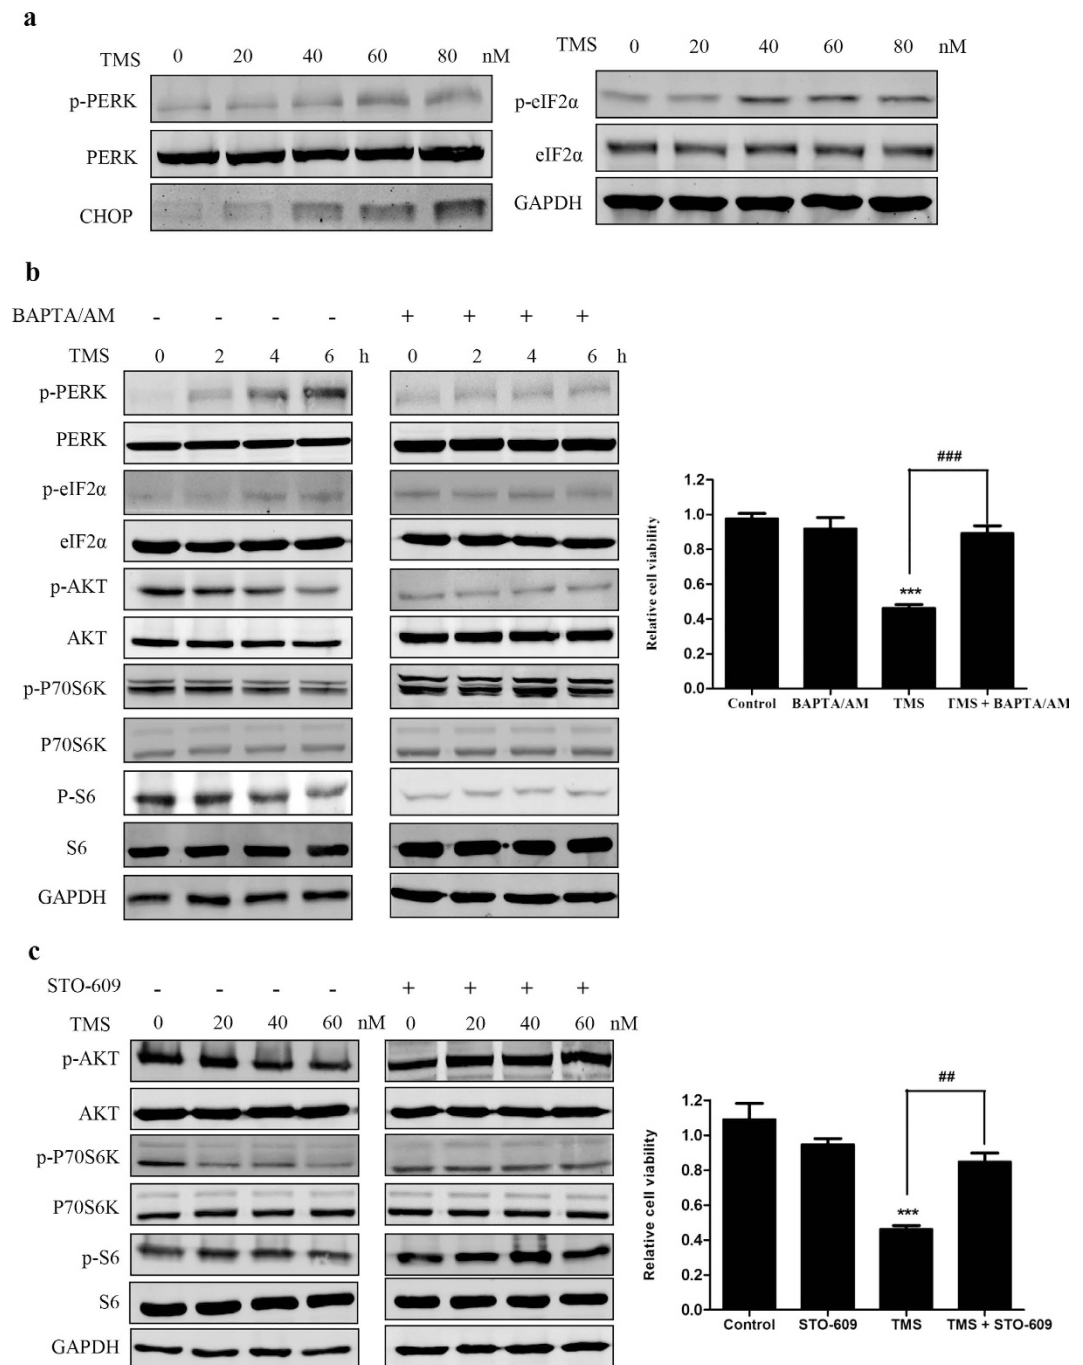 a
TMS 0 20 40 60 80 nM
p-PERK
PERK
CHOP
TMS 0 20 40 60 80 nM
p-eIF2α
eIF2α
GAPDH
b
BAPTA/AM - - - - + + + +
TMS 0 2 4 6 h 0 2 4 6 h
p-PERK
PERK
p-eIF2α
eIF2α
p-AKT
AKT
p-P70S6K
P70S6K
P-S6
S6
GAPDH
###
Relative cell viability
1.2
1.0
0.8
0.6
0.4
0.2
0.0
***
Control BAPTA/AM TMS TMS + BAPTA/AM
c
STO-609 - - - - + + + +
TMS 0 20 40 60 nM 0 20 40 60 nM
p-AKT
AKT
p-P70S6K
P70S6K
p-S6
S6
GAPDH
##
Relative cell viability
1.2
1.0
0.8
0.6
0.4
0.2
0.0
***
Control STO-609 TMS TMS + STO-609